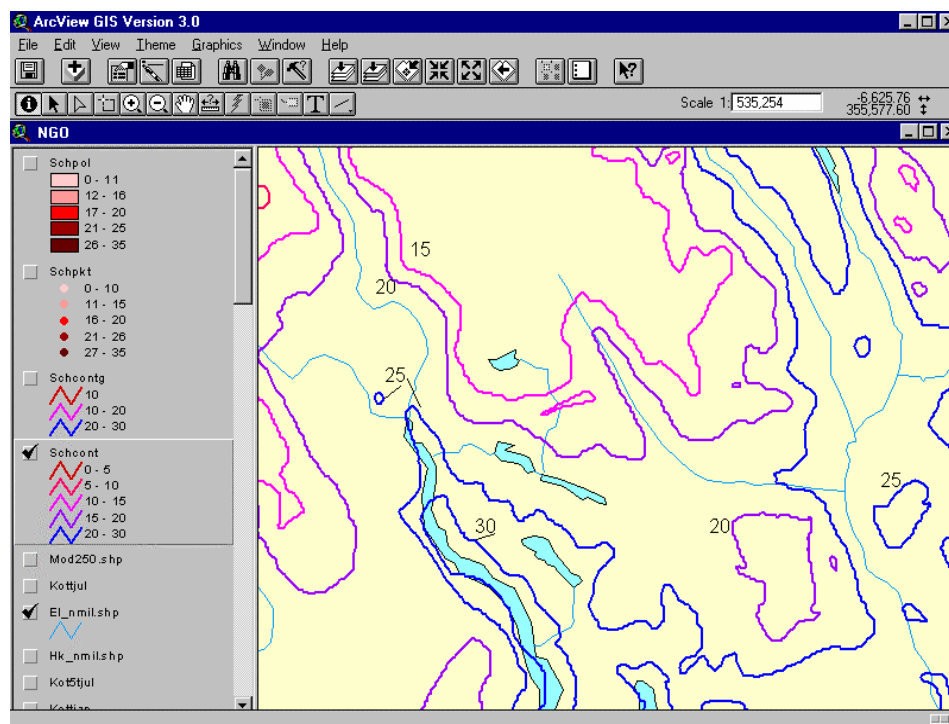 ArcView GIS Version 3.0
File Edit View Theme Graphics Window Help
Scale 1: 535,254
-6,625.76
355,577.60
NGO
Schpol
0 - 11
12 - 16
17 - 20
21 - 25
26 - 35
Schpkt
0 - 10
11 - 15
16 - 20
21 - 26
27 - 35
Schcontg
10
10 - 20
20 - 30
Schcont
0 - 5
5 - 10
10 - 15
15 - 20
20 - 30
Mod250.shp
Kottjul
El_nmil.shp
Hk_nmil.shp
Kot5tjul
15
20
25
30
20
25